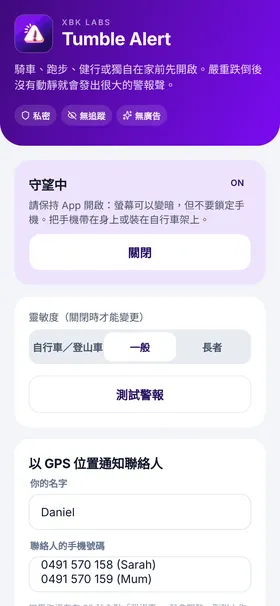 XBK LABS
Tumble Alert
騎車、跑步、健行或獨自在家前先開啟。嚴重跌倒後
沒有動靜就會發出很大的警報聲。
私密
無追蹤
無廣告
守望中
ON
請保持 App 開啟：螢幕可以變暗，但不要鎖定手
機。把手機帶在身上或裝在自行車架上。
關閉
靈敏度（關閉時才能變更）
自行車／登山車
一般
長者
測試警報
以 GPS 位置通知聯絡人
你的名字
Daniel
聯絡人的手機號碼
0491 570 158 (Sarah)
0491 570 159 (Mum)